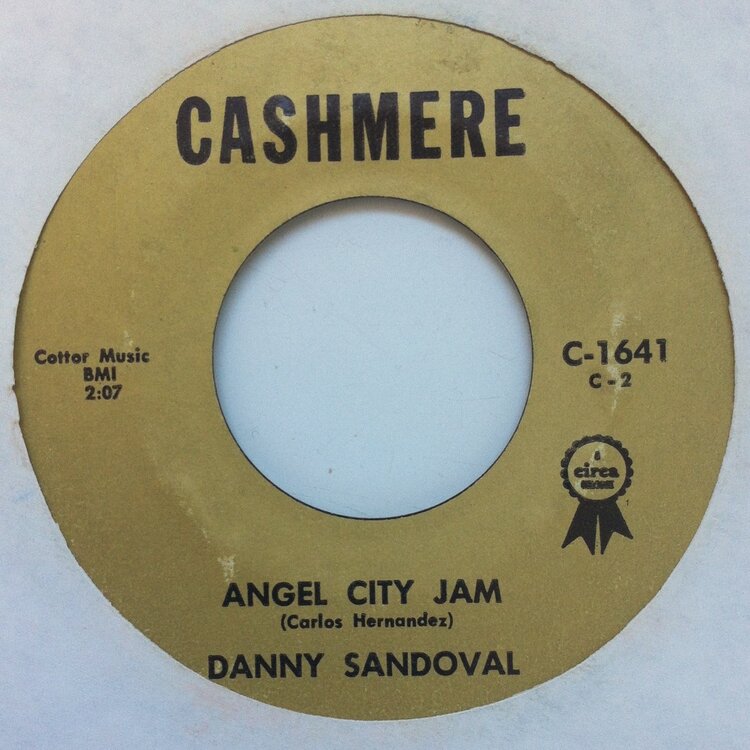 CASHMERE
Cottor Music
BMI
2:07
C-1641
C-2
A
circa
ANGEL CITY JAM
(Carlos Hernandez)
DANNY SANDOVAL